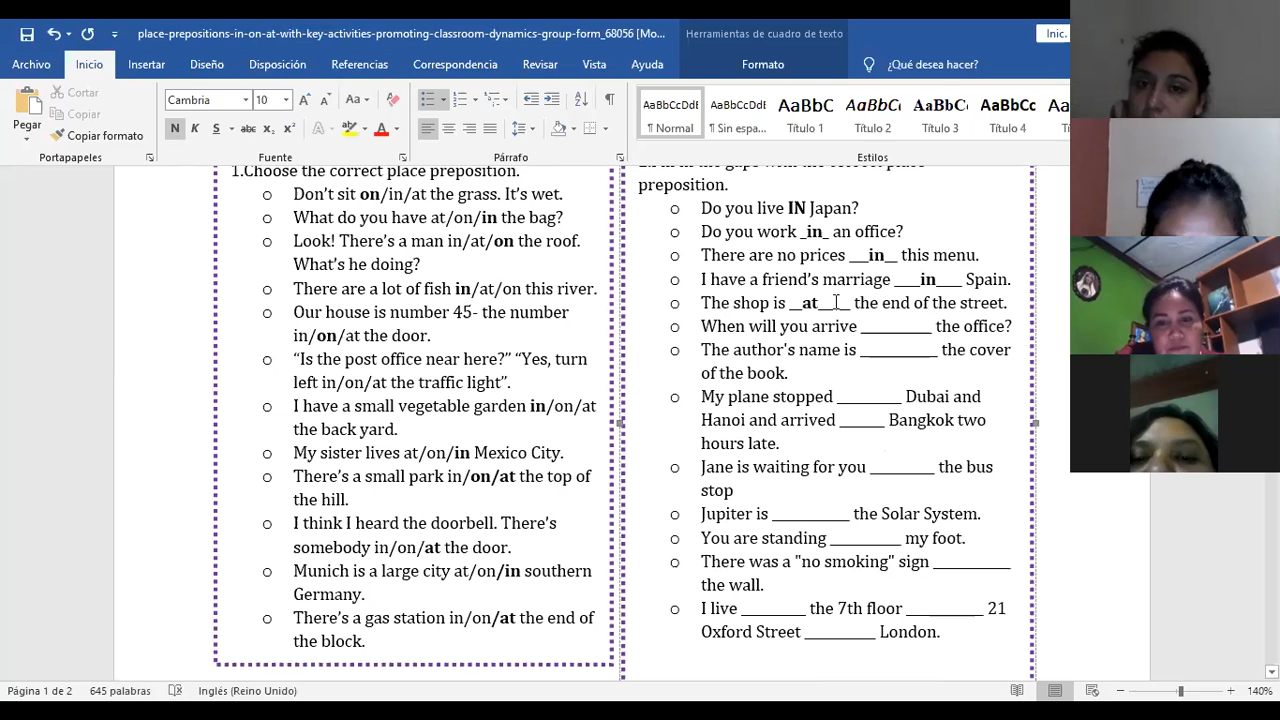 place-prepositions-in-on-at-with-key-activities-promoting-classroom-dynamics-group-form_68056 [Mo...
Herramientas de cuadro de texto
Inic.
Archivo Inicio Insertar Diseño Disposición Referencias Correspondencia Revisar Vista Ayuda Formato ¿Qué desea hacer?
Pegar
Cortar
Copiar
Copiar formato
Portapapeles
Cambria 10
N K S abc x₂ x²
Fuente
Párrafo
AaBbCcDdE AaBbCcDdE AaBbC AaBbC AaBbC AaBbCc
¶ Normal ¶ Sin espa... Título 1 Título 2 Título 3 Título 4
Estilos
1.Choose the correct place preposition.
o Don't sit on/in/at the grass. It's wet.
o What do you have at/on/in the bag?
o Look! There's a man in/at/on the roof.
What's he doing?
o There are a lot of fish in/at/on this river.
o Our house is number 45- the number
in/on/at the door.
o “Is the post office near here?” “Yes, turn
left in/on/at the traffic light”.
o I have a small vegetable garden in/on/at
the back yard.
o My sister lives at/on/in Mexico City.
o There's a small park in/on/at the top of
the hill.
o I think I heard the doorbell. There's
somebody in/on/at the door.
o Munich is a large city at/on/in southern
Germany.
o There's a gas station in/on/at the end of
the block.
preposition.
o Do you live IN Japan?
o Do you work _in_ an office?
o There are no prices ___in__ this menu.
o I have a friend's marriage ____in____ Spain.
o The shop is __at_____ the end of the street.
o When will you arrive __________ the office?
o The author's name is ___________ the cover
of the book.
o My plane stopped _________ Dubai and
Hanoi and arrived ______ Bangkok two
hours late.
o Jane is waiting for you _________ the bus
stop
o Jupiter is ___________ the Solar System.
o You are standing __________ my foot.
o There was a "no smoking" sign ___________
the wall.
o I live _________ the 7th floor ___________ 21
Oxford Street __________ London.
Página 1 de 2 645 palabras Inglés (Reino Unido) 140%